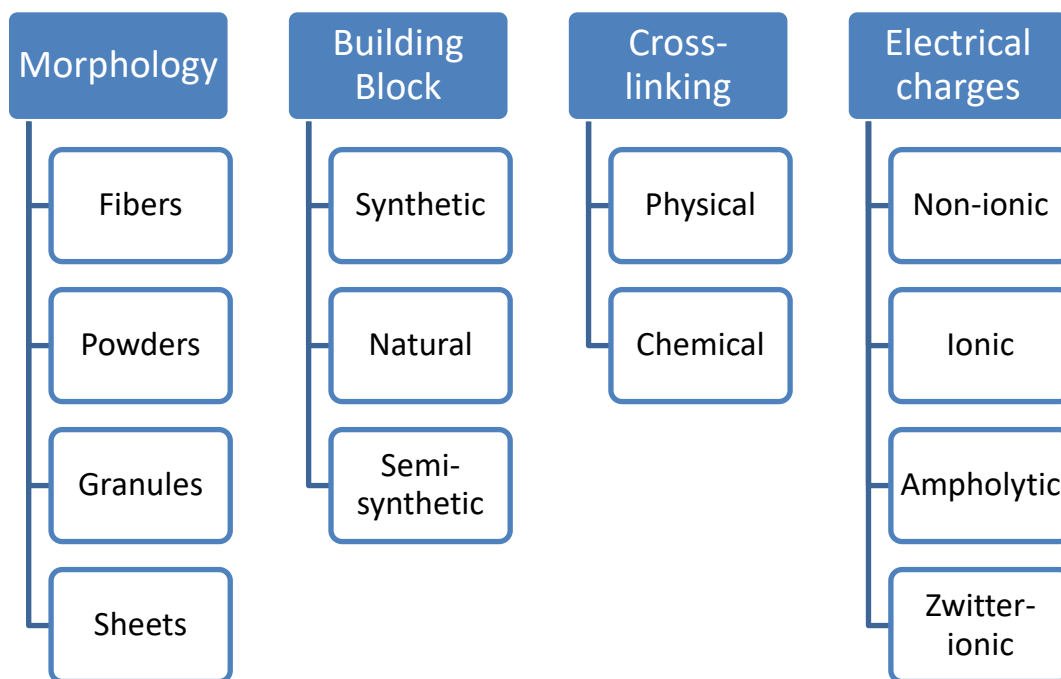 Morphology
Fibers
Powders
Granules
Sheets
Building
Block
Synthetic
Natural
Semi-
synthetic
Cross-
linking
Physical
Chemical
Electrical
charges
Non-ionic
Ionic
Ampholytic
Zwitter-
ionic